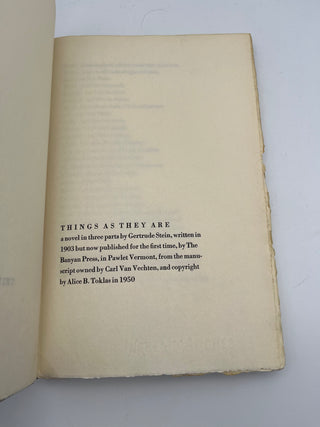 THINGS AS THEY ARE
a novel in three parts by Gertrude Stein, written in
1903 but now published for the first time, by The
Banyan Press, in Pawlet Vermont, from the manu-
script owned by Carl Van Vechten, and copyright
by Alice B. Toklas in 1950